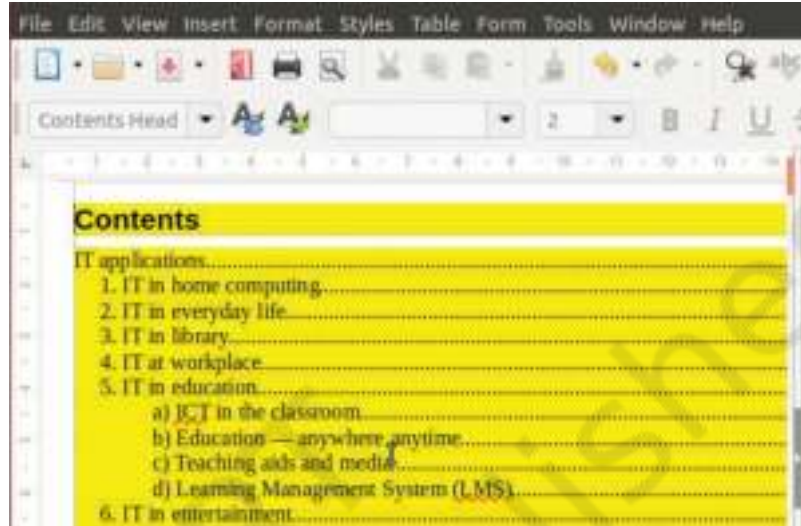 File Edit View Insert Format Styles Table Form Tools Window Help
Contents Head 2 B I U
Contents
IT applications
1. IT in home computing
2. IT in everyday life
3. IT in library
4. IT at workplace
5. IT in education
a) ICT in the classroom
b) Education — anywhere anytime
c) Teaching aids and media
d) Learning Management System (LMS)
6. IT in entertainment